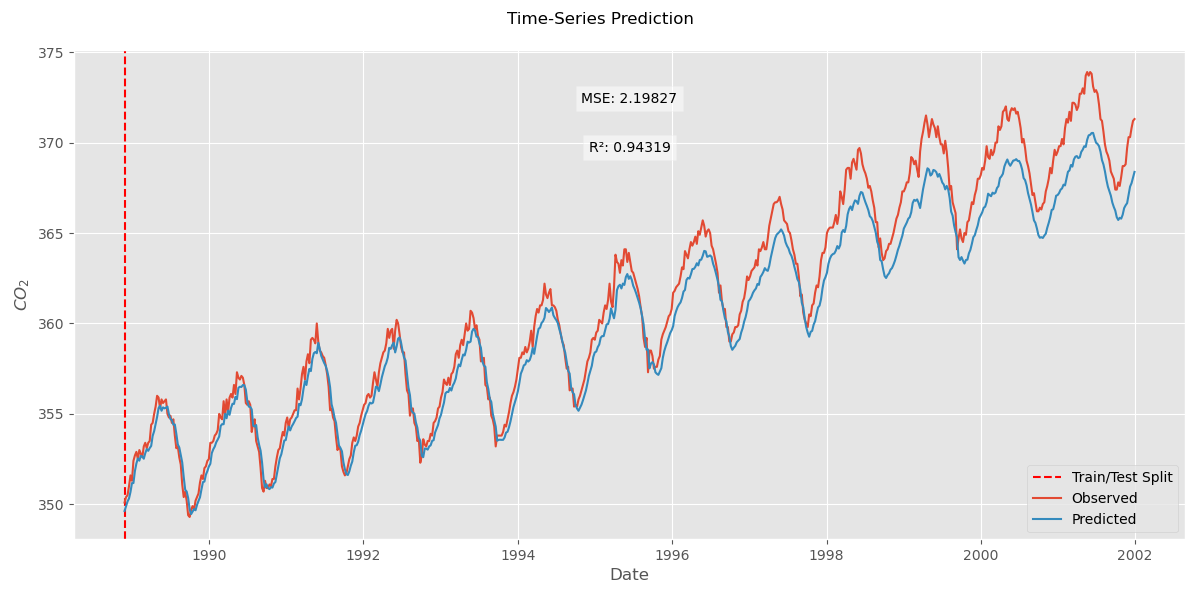 Time-Series Prediction
375
370
365
360
355
350
CO₂
MSE: 2.19827
R²: 0.94319
Train/Test Split
Observed
Predicted
1990
1992
1994
1996
1998
2000
2002
Date